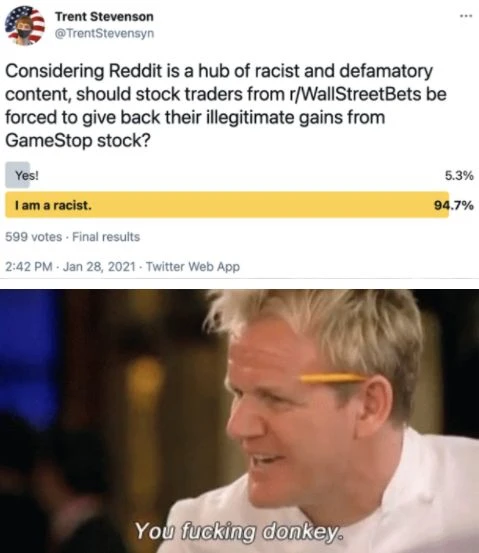 Trent Stevenson
@TrentStevensyn
Considering Reddit is a hub of racist and defamatory
content, should stock traders from r/WallStreetBets be
forced to give back their illegitimate gains from
GameStop stock?
Yes! 5.3%
I am a racist. 94.7%
599 votes · Final results
2:42 PM · Jan 28, 2021 · Twitter Web App
You fucking donkey.